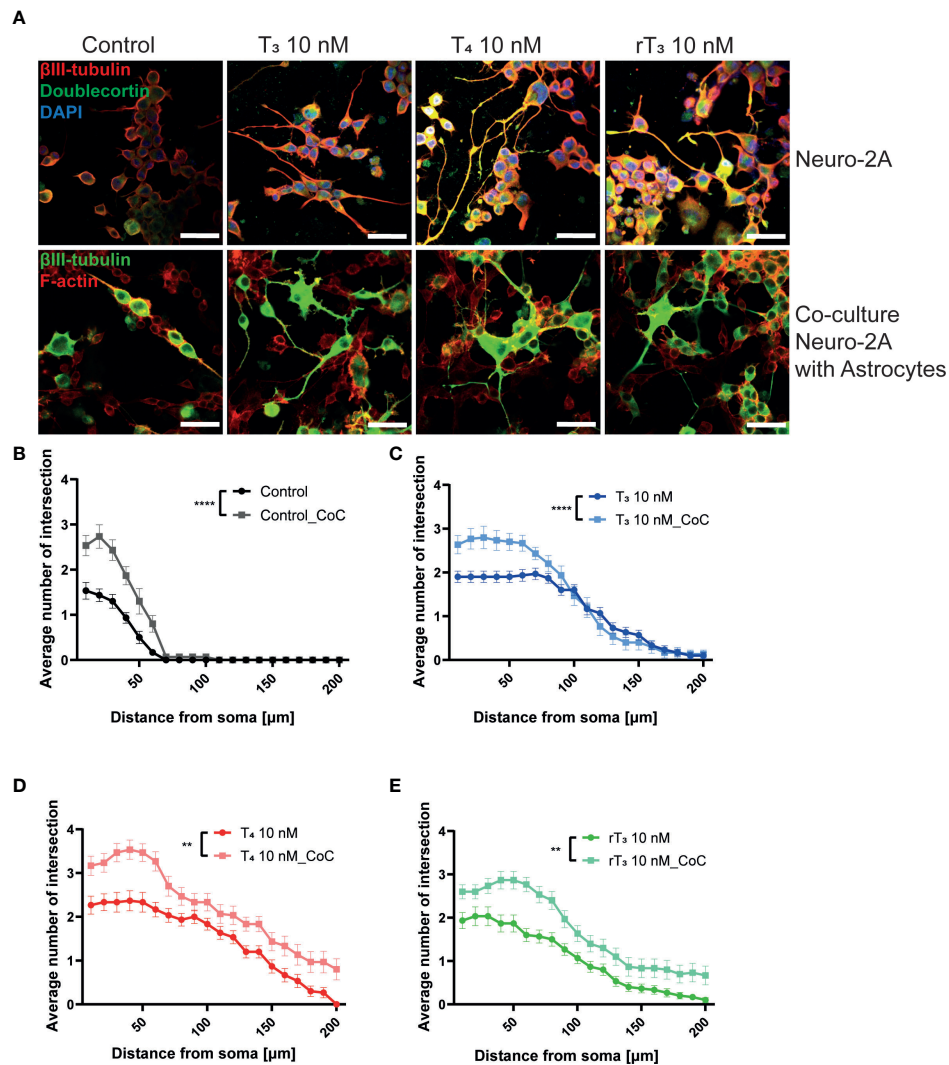 A
Control
T₃ 10 nM
T₄ 10 nM
rT₃ 10 nM
βIII-tubulin
Doublecortin
DAPI
Neuro-2A
βIII-tubulin
F-actin
Co-culture
Neuro-2A
with Astrocytes
B
Average number of intersection
4
3
2
1
0
50
100
150
200
Distance from soma [µm]
****
Control
Control_CoC
C
Average number of intersection
4
3
2
1
0
50
100
150
200
Distance from soma [µm]
****
T₃ 10 nM
T₃ 10 nM_CoC
D
Average number of intersection
4
3
2
1
0
50
100
150
200
Distance from soma [µm]
**
T₄ 10 nM
T₄ 10 nM_CoC
E
Average number of intersection
4
3
2
1
0
50
100
150
200
Distance from soma [µm]
**
rT₃ 10 nM
rT₃ 10 nM_CoC